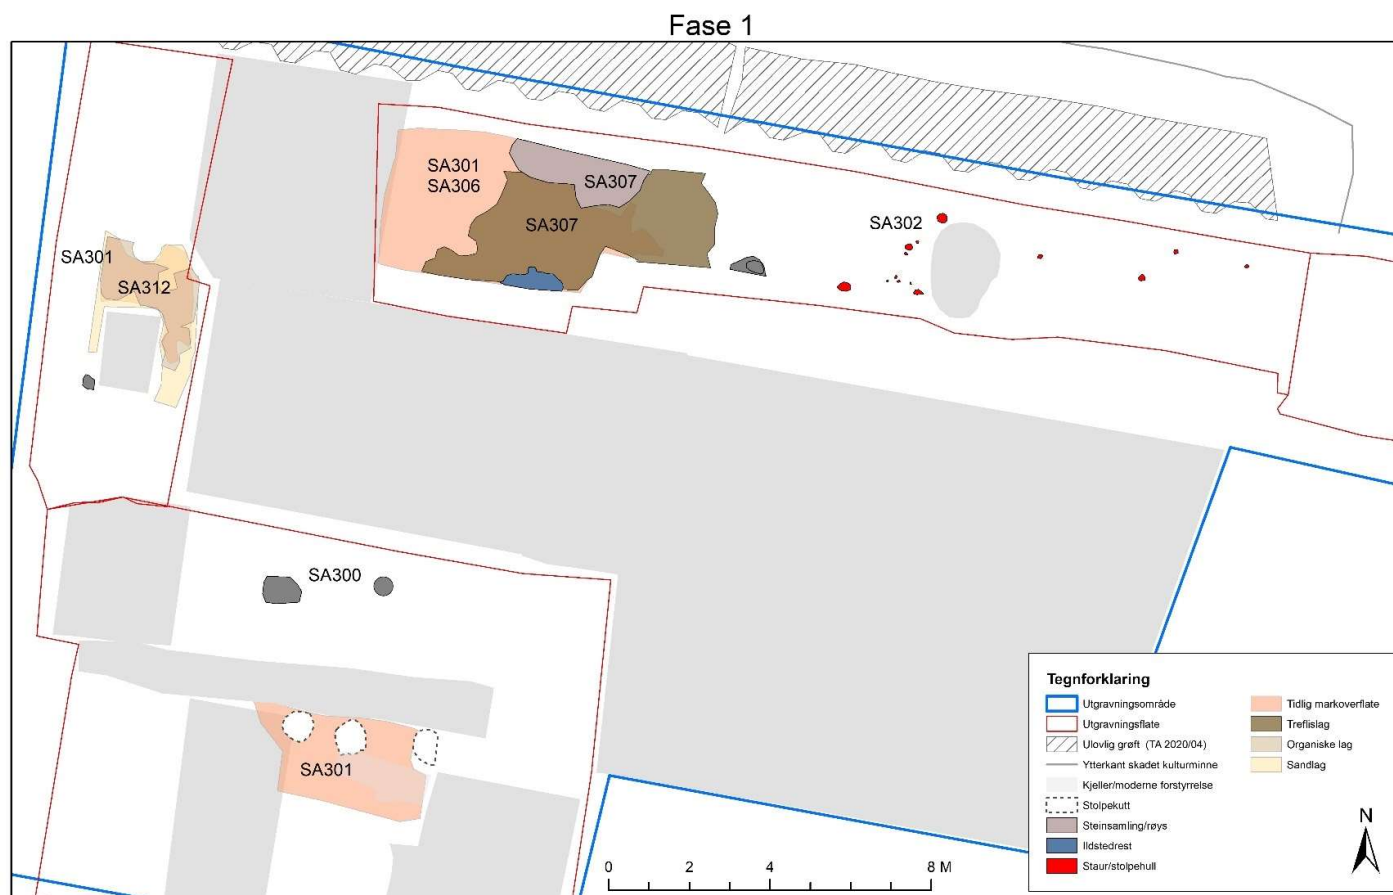 Fase 1
SA301
SA306
SA307
SA307
SA302
SA301
SA312
SA300
SA301
Tegnforklaring
Utgravningsområde
Utgravningsflate
Ulovlig grøft (TA 2020/04)
Ytterkant skadet kulturminne
Kjeller/moderne forstyrrelse
Stolpekutt
Steinsamling/røys
Ildstedrest
Staur/stolpehull
Tidlig markoverflate
Treflislag
Organiske lag
Sandlag
N
0 2 4 8 M